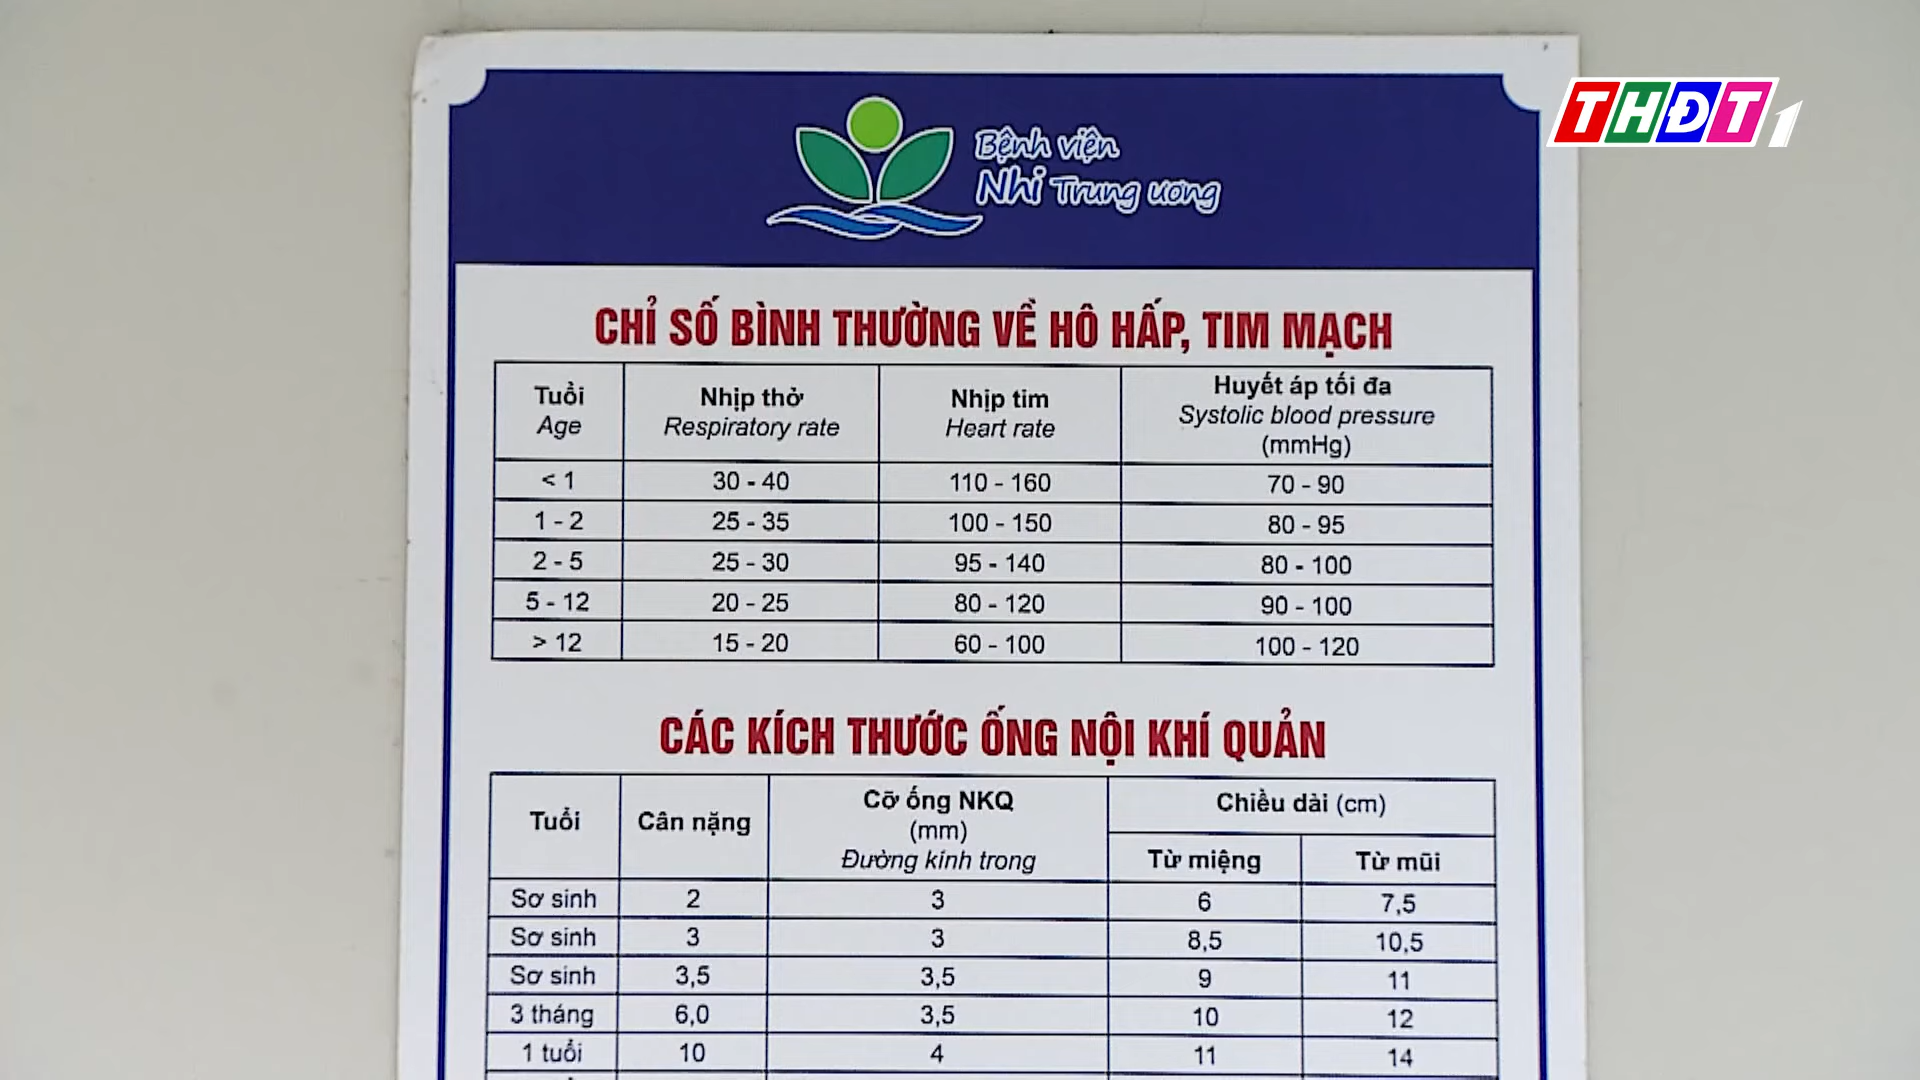 THĐT1
Bệnh viện
Nhi Trung ương
CHỈ SỐ BÌNH THƯỜNG VỀ HÔ HẤP, TIM MẠCH
Tuổi Nhịp thở Nhịp tim Huyết áp tối đa
Age Respiratory rate Heart rate Systolic blood pressure
(mmHg)
< 1 30 - 40 110 - 160 70 - 90
1 - 2 25 - 35 100 - 150 80 - 95
2 - 5 25 - 30 95 - 140 80 - 100
5 - 12 20 - 25 80 - 120 90 - 100
> 12 15 - 20 60 - 100 100 - 120
CÁC KÍCH THƯỚC ỐNG NỘI KHÍ QUẢN
Tuổi Cân nặng Cỡ ống NKQ Chiều dài (cm)
(mm)
Đường kính trong Từ miệng Từ mũi
Sơ sinh 2 3 6 7,5
Sơ sinh 3 3 8,5 10,5
Sơ sinh 3,5 3,5 9 11
3 tháng 6,0 3,5 10 12
1 tuổi 10 4 11 14